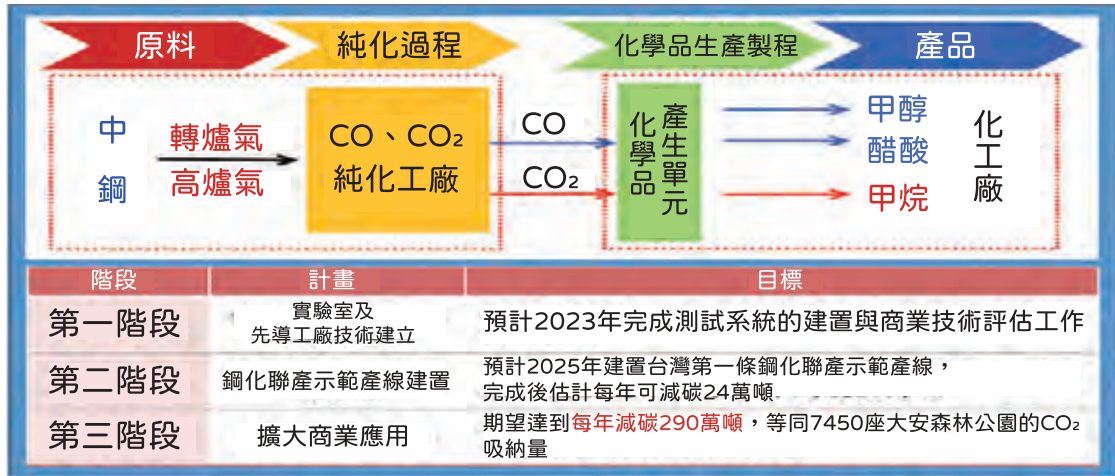 原料
純化過程
化學品生產製程
產品
中鋼
轉爐氣
高爐氣
CO、CO₂
純化工廠
CO
CO₂
化學品
產生單元
甲醇
醋酸
甲烷
化工廠
階段
計畫
目標
第一階段
實驗室及
先導工廠技術建立
預計2023年完成測試系統的建置與商業技術評估工作
第二階段
鋼化聯產示範產線建置
預計2025年建置台灣第一條鋼化聯產示範產線，
完成後估計每年可減碳24萬噸
第三階段
擴大商業應用
期望達到每年減碳290萬噸，等同7450座大安森林公園的CO₂
吸納量